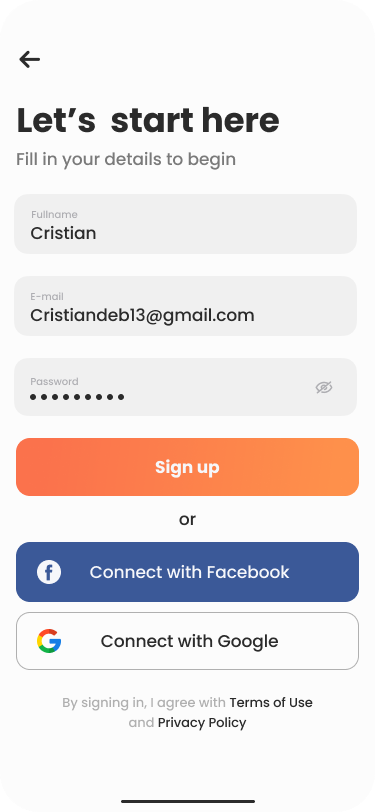 Let’s start here
Fill in your details to begin
Fullname
Cristian
E-mail
Cristiandeb13@gmail.com
Password
•••••••••
Sign up
or
Connect with Facebook
Connect with Google
By signing in, I agree with Terms of Use
and Privacy Policy